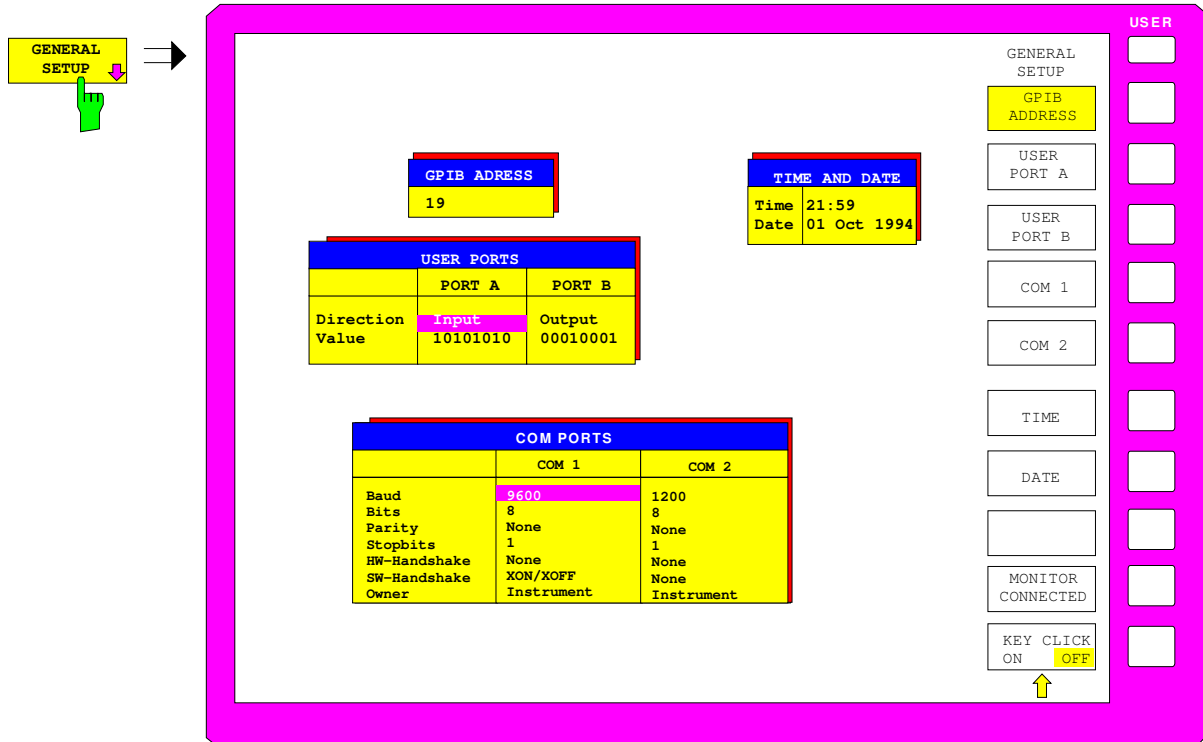 USER
GENERAL
SETUP
GENERAL
SETUP
GPIB
ADDRESS
USER
PORT A
USER
PORT B
COM 1
COM 2
TIME
DATE
MONITOR
CONNECTED
KEY CLICK
ON OFF
GPIB ADRESS
19
TIME AND DATE
Time 21:59
Date 01 Oct 1994
USER PORTS
PORT A PORT B
Direction Input Output
Value 10101010 00010001
COM PORTS
COM 1 COM 2
Baud 9600 1200
Bits 8 8
Parity None None
Stopbits 1 1
HW-Handshake None None
SW-Handshake XON/XOFF None
Owner Instrument Instrument